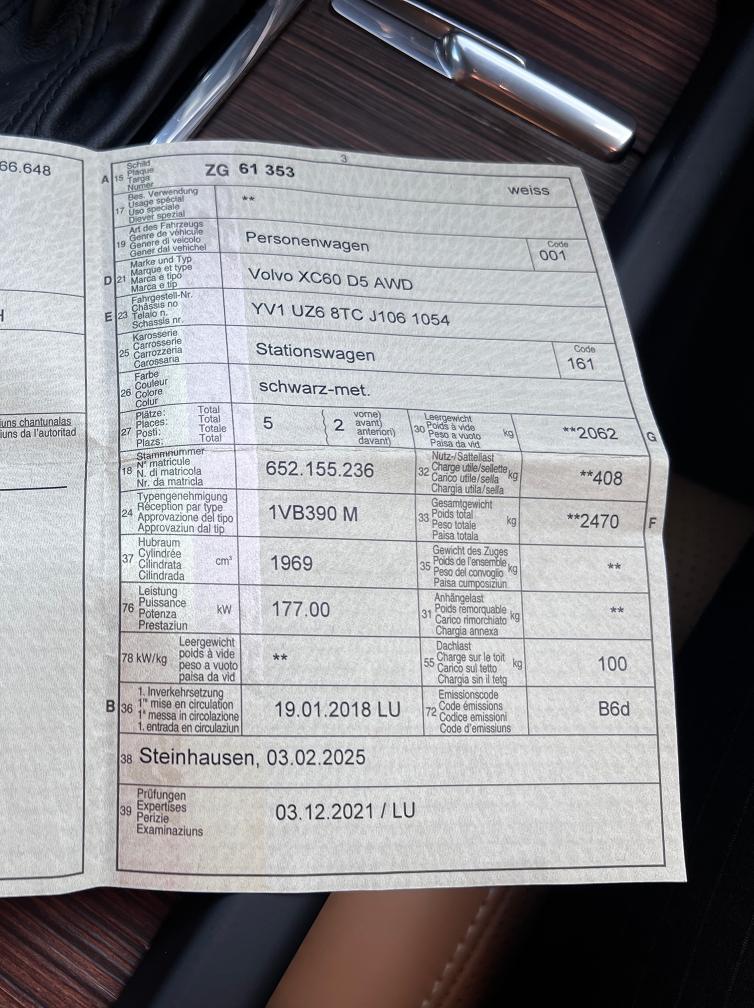 3
66.648
A 15 Schild Plaque Targa Numer ZG 61 353 weiss
17 Bes. Verwendung Usage spécial Uso speciale Diever spezial **
19 Art des Fahrzeugs Genre de véhicule Genere di veicolo Gener dal vehichel Personenwagen Code 001
D 21 Marke und Typ Marque et type Marca e tipo Marca e tip Volvo XC60 D5 AWD
E 23 Fahrgestell-Nr. Châssis no Telaio n. Schassis nr. YV1 UZ6 8TC J106 1054
25 Karosserie Carrosserie Carrozzeria Carossaria Stationswagen Code 161
26 Farbe Couleur Colore Colur schwarz-met.
27 Plätze: Total Places: Total Posti: Totale Plazs: Total 5 2 vorne) avant) anteriori) davant) 30 Leergewicht Poids à vide Peso a vuoto Paisa da vid kg **2062 G
18 Stammnummer N° matricule N. di matricola Nr. da matricla 652.155.236 32 Nutz-/Sattellast Charge utile/sellette Carico utile/sella Chargia utila/sella kg **408
24 Typengenehmigung Réception par type Approvazione del tipo Approvaziun dal tip 1VB390 M 33 Gesamtgewicht Poids total Peso totale Paisa totala kg **2470 F
37 Hubraum Cylindrée Cilindrata Cilindrada cm³ 1969 35 Gewicht des Zuges Poids de l'ensemble Peso del convoglio Paisa cumposiziun kg **
76 Leistung Puissance Potenza Prestaziun kW 177.00 31 Anhängelast Poids remorquable Carico rimorchiato Chargia annexa kg **
78 kW/kg Leergewicht poids à vide peso a vuoto paisa da vid ** 55 Dachlast Charge sur le toit Carico sul tetto Chargia sin il tetg kg 100
B 36 1. Inverkehrsetzung 1re mise en circulation 1a messa in circolazione 1. entrada en circulaziun 19.01.2018 LU 72 Emissionscode Code émissions Codice emissioni Code d'emissiuns B6d
38 Steinhausen, 03.02.2025
39 Prüfungen Expertises Perizie Examinaziuns 03.12.2021 / LU
H
chantunalas
da l'autoritad